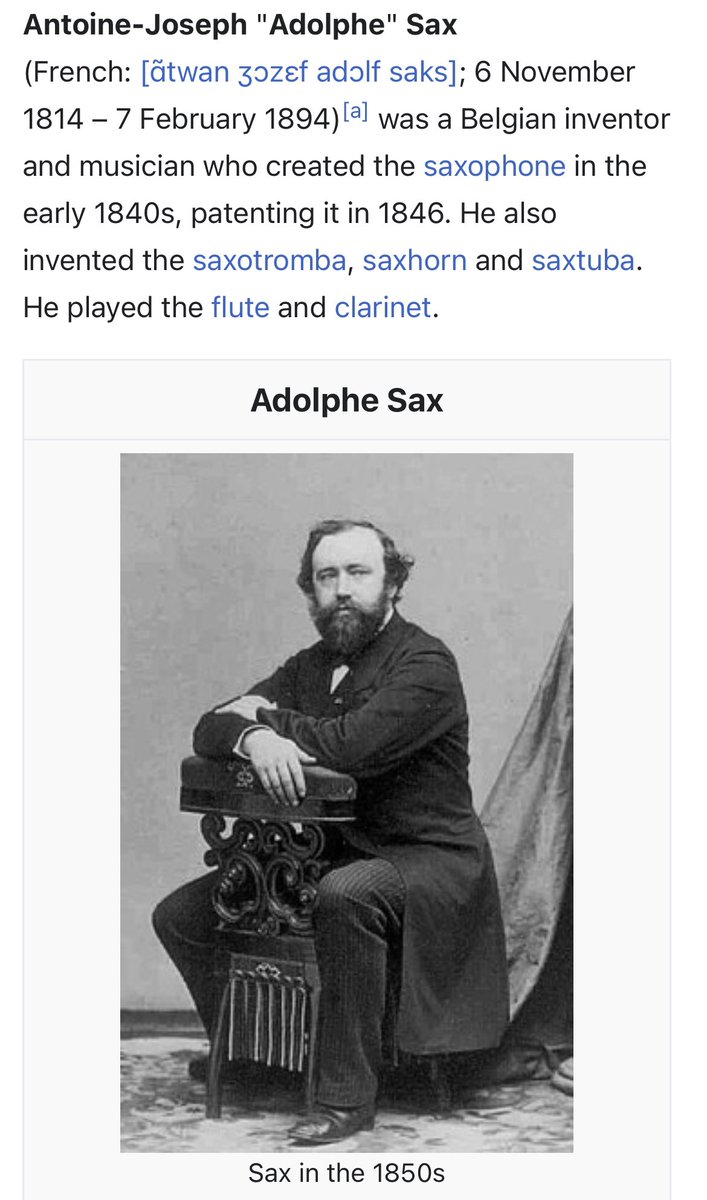 Antoine-Joseph "Adolphe" Sax
(French: [ɑ̃twan ʒɔzɛf adɔlf saks]; 6 November
1814 – 7 February 1894)[a] was a Belgian inventor
and musician who created the saxophone in the
early 1840s, patenting it in 1846. He also
invented the saxotromba, saxhorn and saxtuba.
He played the flute and clarinet.
Adolphe Sax
Sax in the 1850s